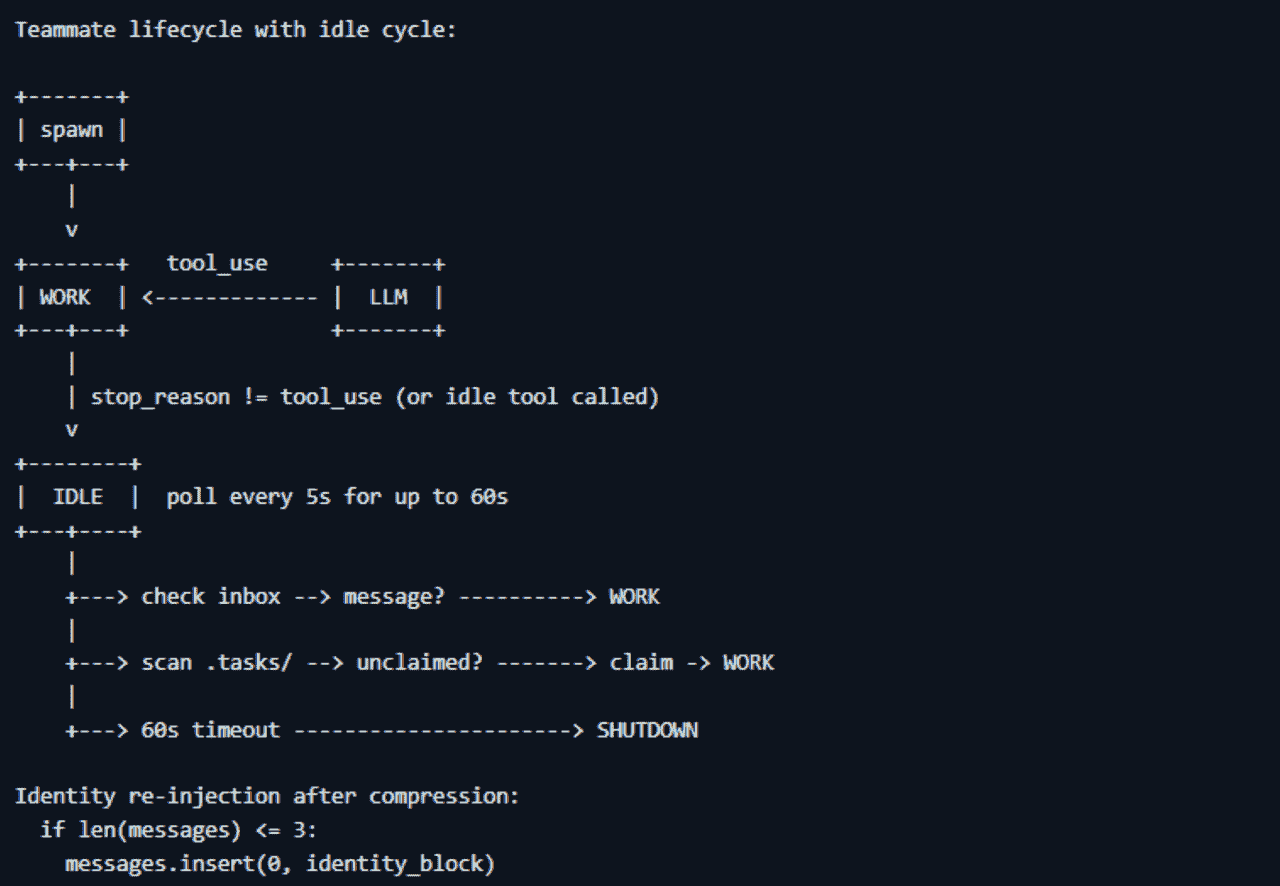 Teammate lifecycle with idle cycle:

+-------+
| spawn |
+---+---+
    |
    v
+-------+   tool_use     +-------+
| WORK  | <------------- |  LLM  |
+---+---+                +-------+
    |
    | stop_reason != tool_use (or idle tool called)
    v
+--------+
|  IDLE  |  poll every 5s for up to 60s
+---+----+
    |
    +---> check inbox --> message? ----------> WORK
    |
    +---> scan .tasks/ --> unclaimed? -------> claim -> WORK
    |
    +---> 60s timeout ----------------------> SHUTDOWN

Identity re-injection after compression:
  if len(messages) <= 3:
    messages.insert(0, identity_block)